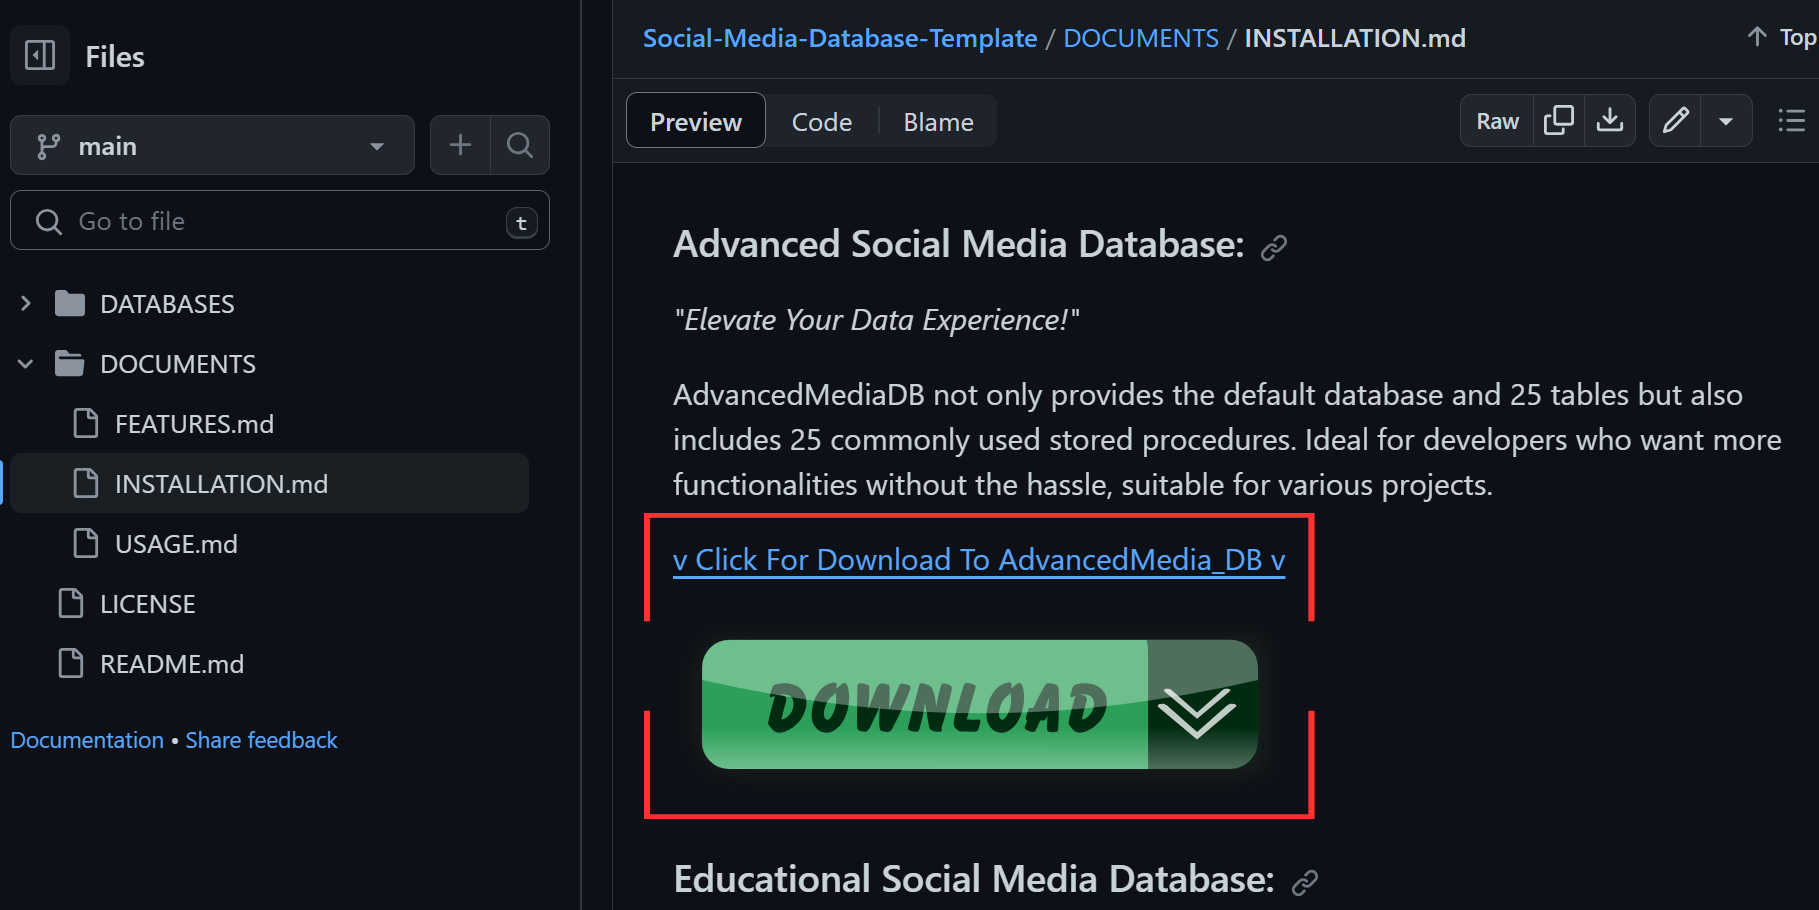 Files
main
Go to file
t
DATABASES
DOCUMENTS
FEATURES.md
INSTALLATION.md
USAGE.md
LICENSE
README.md
Documentation • Share feedback
Social-Media-Database-Template / DOCUMENTS / INSTALLATION.md
Top
Preview
Code
Blame
Raw
Advanced Social Media Database:
"Elevate Your Data Experience!"
AdvancedMediaDB not only provides the default database and 25 tables but also
includes 25 commonly used stored procedures. Ideal for developers who want more
functionalities without the hassle, suitable for various projects.
v Click For Download To AdvancedMedia_DB v
DOWNLOAD
Educational Social Media Database: